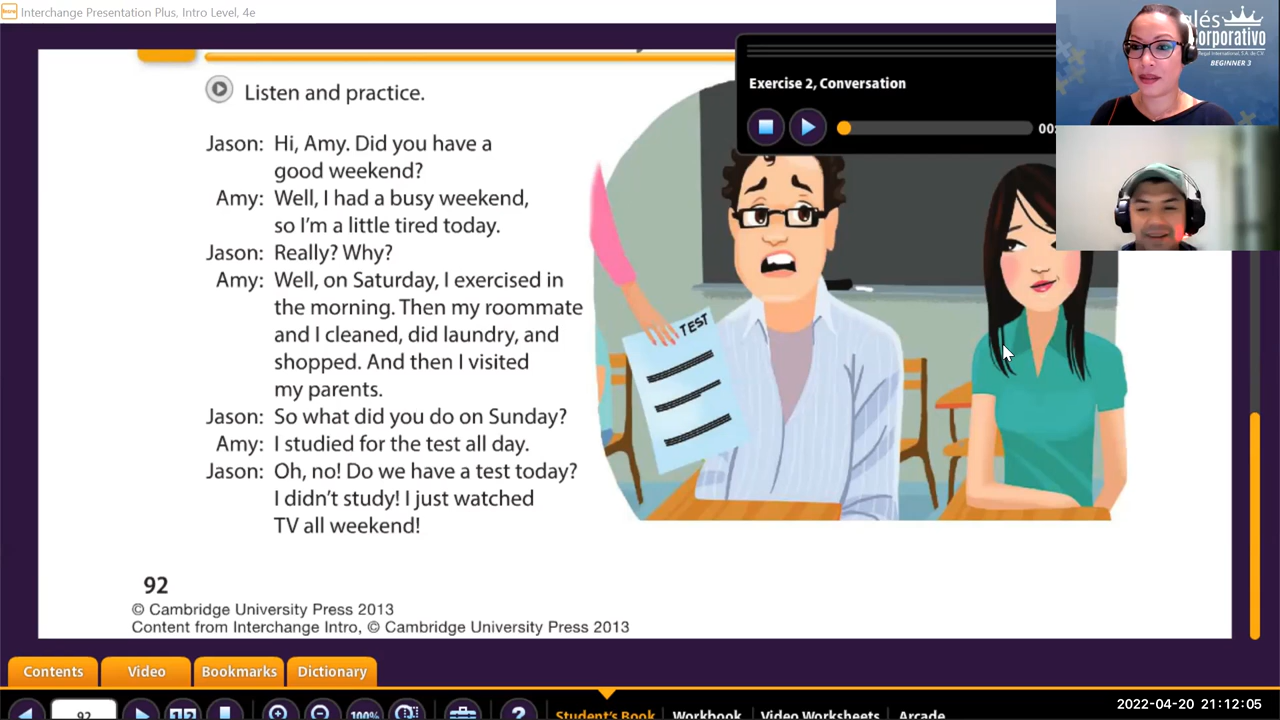 Interchange Presentation Plus, Intro Level, 4e
Listen and practice.
Jason: Hi, Amy. Did you have a
good weekend?
Amy: Well, I had a busy weekend,
so I'm a little tired today.
Jason: Really? Why?
Amy: Well, on Saturday, I exercised in
the morning. Then my roommate
and I cleaned, did laundry, and
shopped. And then I visited
my parents.
Jason: So what did you do on Sunday?
Amy: I studied for the test all day.
Jason: Oh, no! Do we have a test today?
I didn't study! I just watched
TV all weekend!
Exercise 2, Conversation
00:
TEST
glés
orporativo
BEGINNER 3
92
© Cambridge University Press 2013
Content from Interchange Intro, © Cambridge University Press 2013
Contents Video Bookmarks Dictionary
92 100% ? Student's Book Workbook Video Worksheets Arcade
2022-04-20 21:12:05